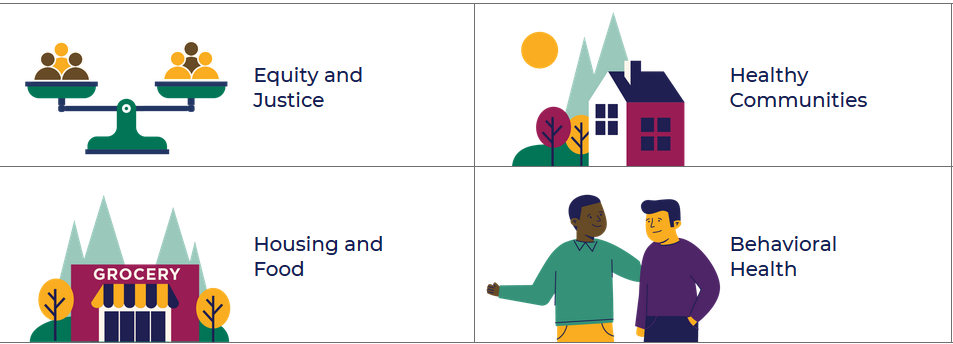 Equity and
Justice
Healthy
Communities
GROCERY
Housing and
Food
Behavioral
Health